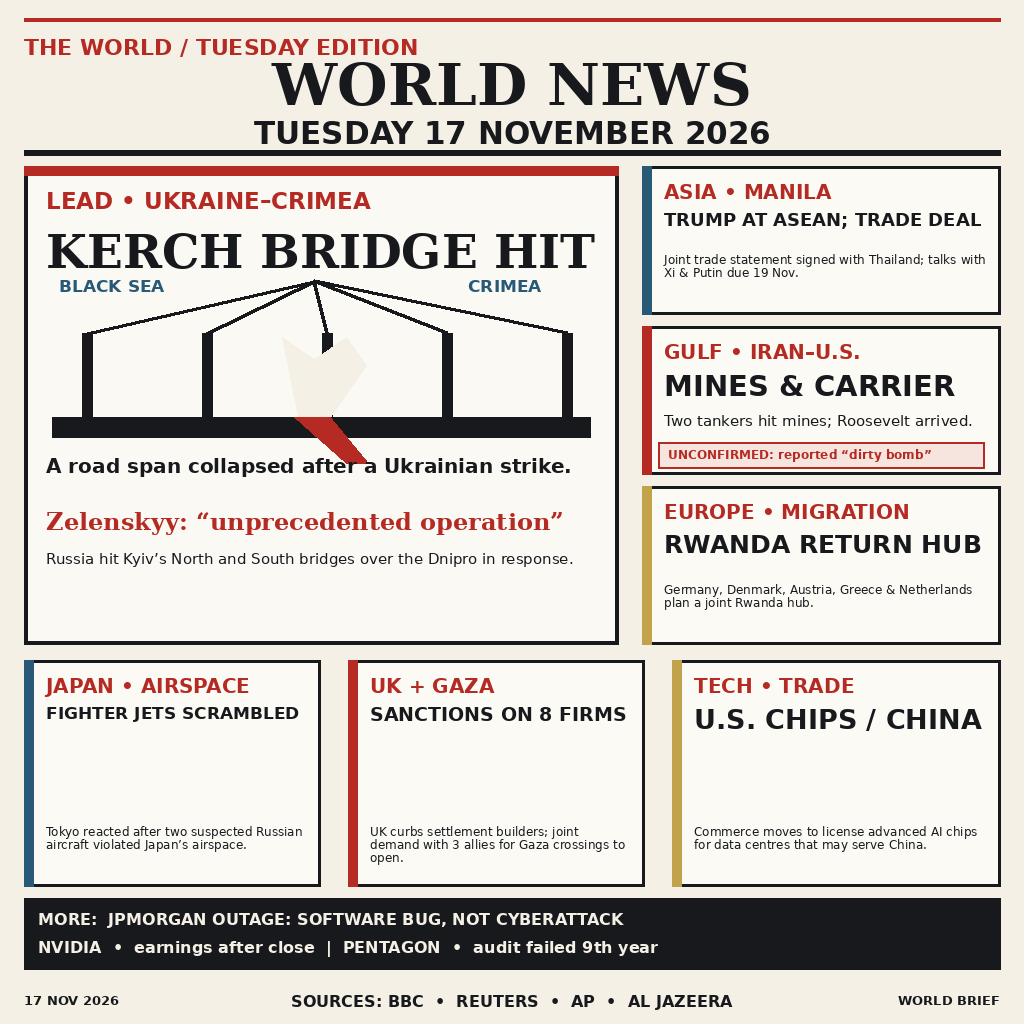 THE WORLD / TUESDAY EDITION
WORLD NEWS
TUESDAY 17 NOVEMBER 2026
LEAD • UKRAINE–CRIMEA
KERCH BRIDGE HIT
BLACK SEA
CRIMEA
A road span collapsed after a Ukrainian strike.
Zelenskyy: “unprecedented operation”
Russia hit Kyiv’s North and South bridges over the Dnipro in response.
ASIA • MANILA
TRUMP AT ASEAN; TRADE DEAL
Joint trade statement signed with Thailand; talks with
Xi & Putin due 19 Nov.
GULF • IRAN–U.S.
MINES & CARRIER
Two tankers hit mines; Roosevelt arrived.
UNCONFIRMED: reported “dirty bomb”
EUROPE • MIGRATION
RWANDA RETURN HUB
Germany, Denmark, Austria, Greece & Netherlands
plan a joint Rwanda hub.
JAPAN • AIRSPACE
FIGHTER JETS SCRAMBLED
Tokyo reacted after two suspected Russian
aircraft violated Japan’s airspace.
UK + GAZA
SANCTIONS ON 8 FIRMS
UK curbs settlement builders; joint
demand with 3 allies for Gaza crossings to
open.
TECH • TRADE
U.S. CHIPS / CHINA
Commerce moves to license advanced AI chips
for data centres that may serve China.
MORE: JPMORGAN OUTAGE: SOFTWARE BUG, NOT CYBERATTACK
NVIDIA • earnings after close | PENTAGON • audit failed 9th year
17 NOV 2026
SOURCES: BBC • REUTERS • AP • AL JAZEERA
WORLD BRIEF